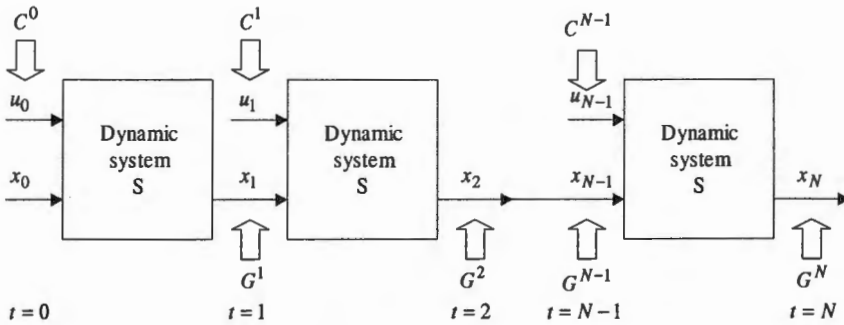 C^0 C^1 C^{N-1}
u_0 u_1 u_{N-1}
Dynamic system S
Dynamic system S
Dynamic system S
x_0 x_1 x_2 x_{N-1} x_N
G^1 G^2 G^{N-1} G^N
t = 0 t = 1 t = 2 t = N-1 t = N